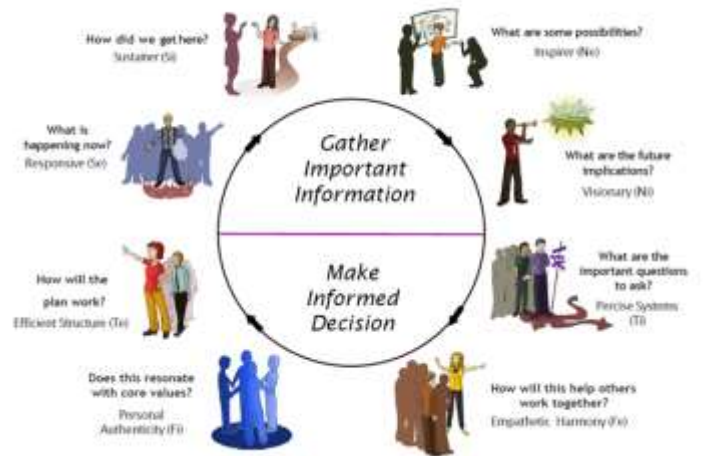 How did we get here?
Sustainer (Si)
What are some possibilities?
Inspirer (Ne)
What is
happening now?
Responsive (Se)
Gather
Important
Information
What are the future
implications?
Visionary (Ni)
How will the
plan work?
Efficient Structure (Te)
Make
Informed
Decision
What are the
important questions
to ask?
Percise Systems
(Ti)
Does this resonate
with core values?
Personal
Authenticity (Fi)
How will this help others
work together?
Empathetic Harmony (Fe)